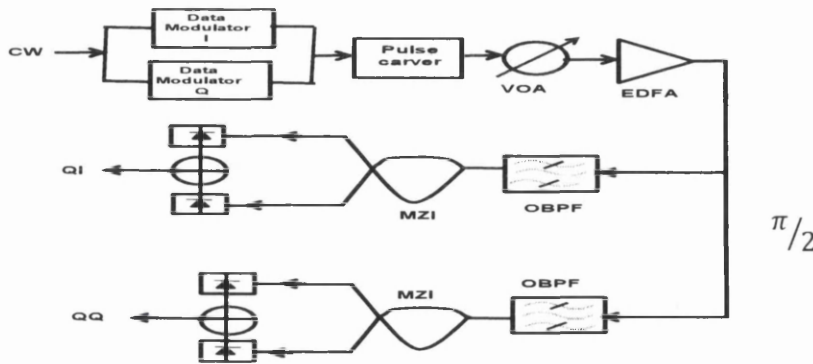 Data
Modulator
I
CW
Data
Modulator
Q
Pulse
carver
VOA
EDFA
QI
MZI
OBPF
π/2
QQ
MZI
OBPF